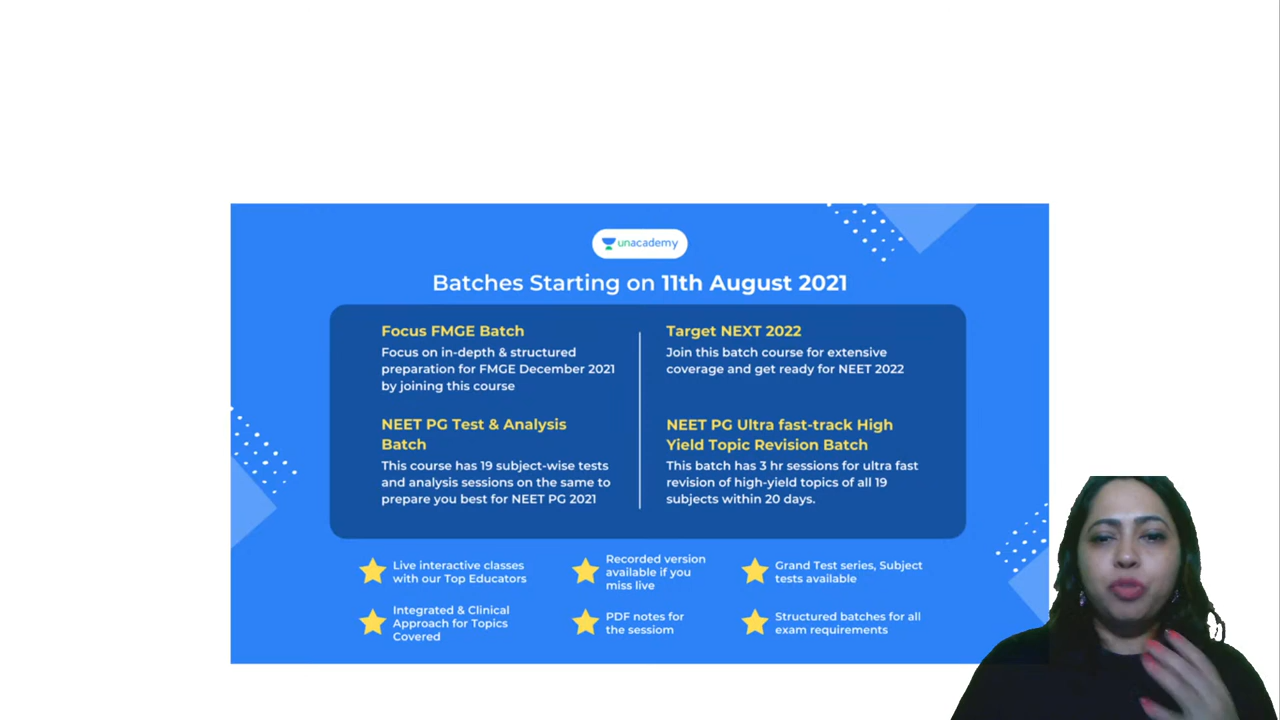 unacademy
Batches Starting on 11th August 2021
Focus FMGE Batch
Focus on in-depth & structured
preparation for FMGE December 2021
by joining this course
NEET PG Test & Analysis
Batch
This course has 19 subject-wise tests
and analysis sessions on the same to
prepare you best for NEET PG 2021
Target NEXT 2022
Join this batch course for extensive
coverage and get ready for NEET 2022
NEET PG Ultra fast-track High
Yield Topic Revision Batch
This batch has 3 hr sessions for ultra fast
revision of high-yield topics of all 19
subjects within 20 days.
Live interactive classes
with our Top Educators
Recorded version
available if you
miss live
Grand Test series, Subject
tests available
Integrated & Clinical
Approach for Topics
Covered
PDF notes for
the sessiom
Structured batches for all
exam requirements